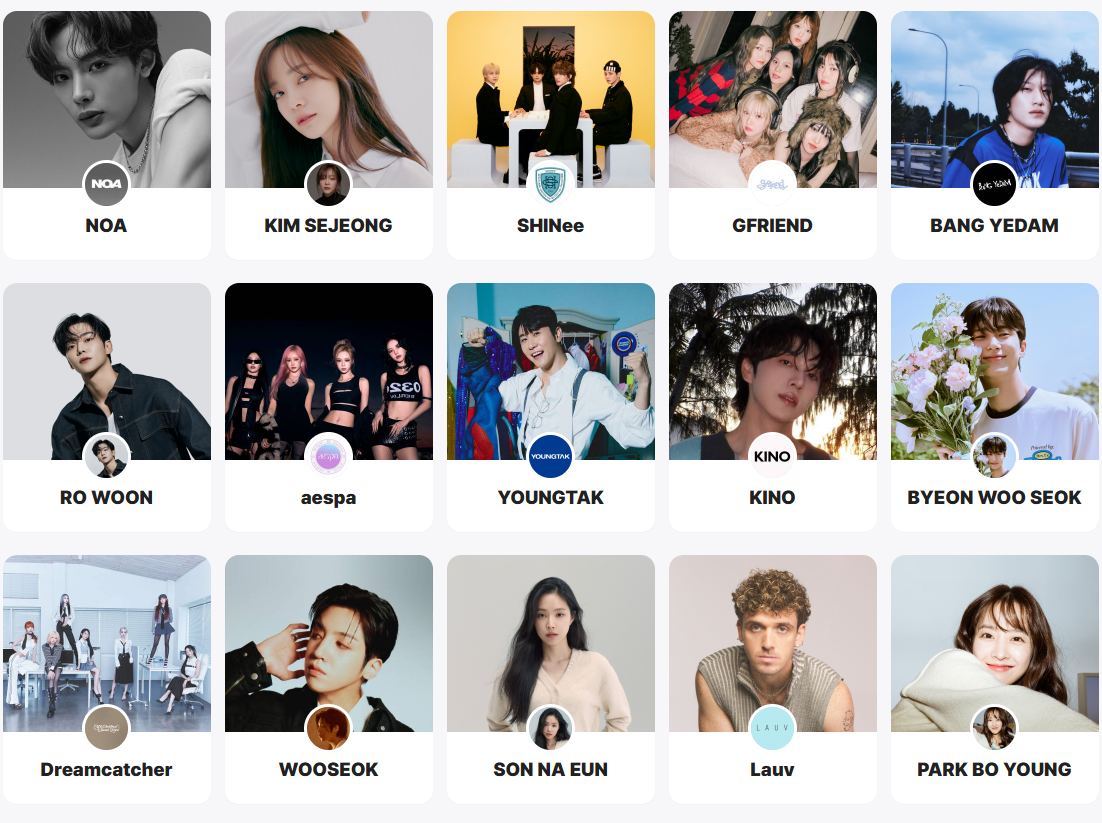 NOA
NOA
KIM SEJEONG
SHINee
GFRIEND
BANG YEDAM
BANG YEDAM
RO WOON
aespa
aespa
YOUNGTAK
YOUNGTAK
KINO
KINO
BYEON WOO SEOK
Dreamcatcher
WOOSEOK
SON NA EUN
LAUV
Lauv
PARK BO YOUNG